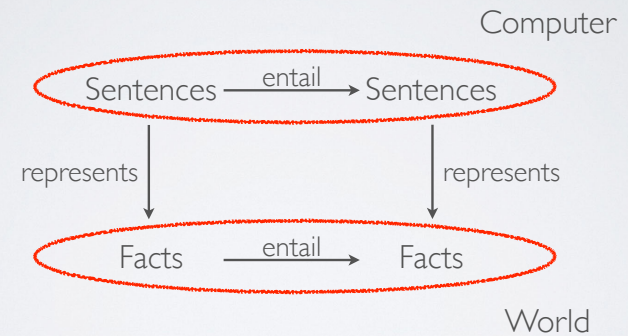 Computer
Sentences entail Sentences
represents represents
Facts entail Facts
World